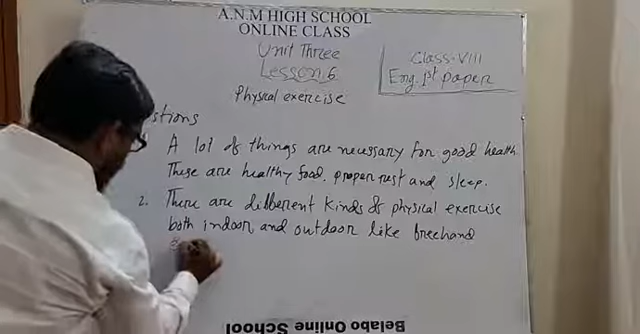 A.N.M HIGH SCHOOL
ONLINE CLASS
Unit Three
Lesson 6
Physical exercise
Class-VIII
Eng. 1st paper
stions
A lot of things are necessary for good health
These are healthy food, proper rest and sleep.
2. There are different kinds of physical exercise
both indoor and outdoor like freehand
Belabo Online School